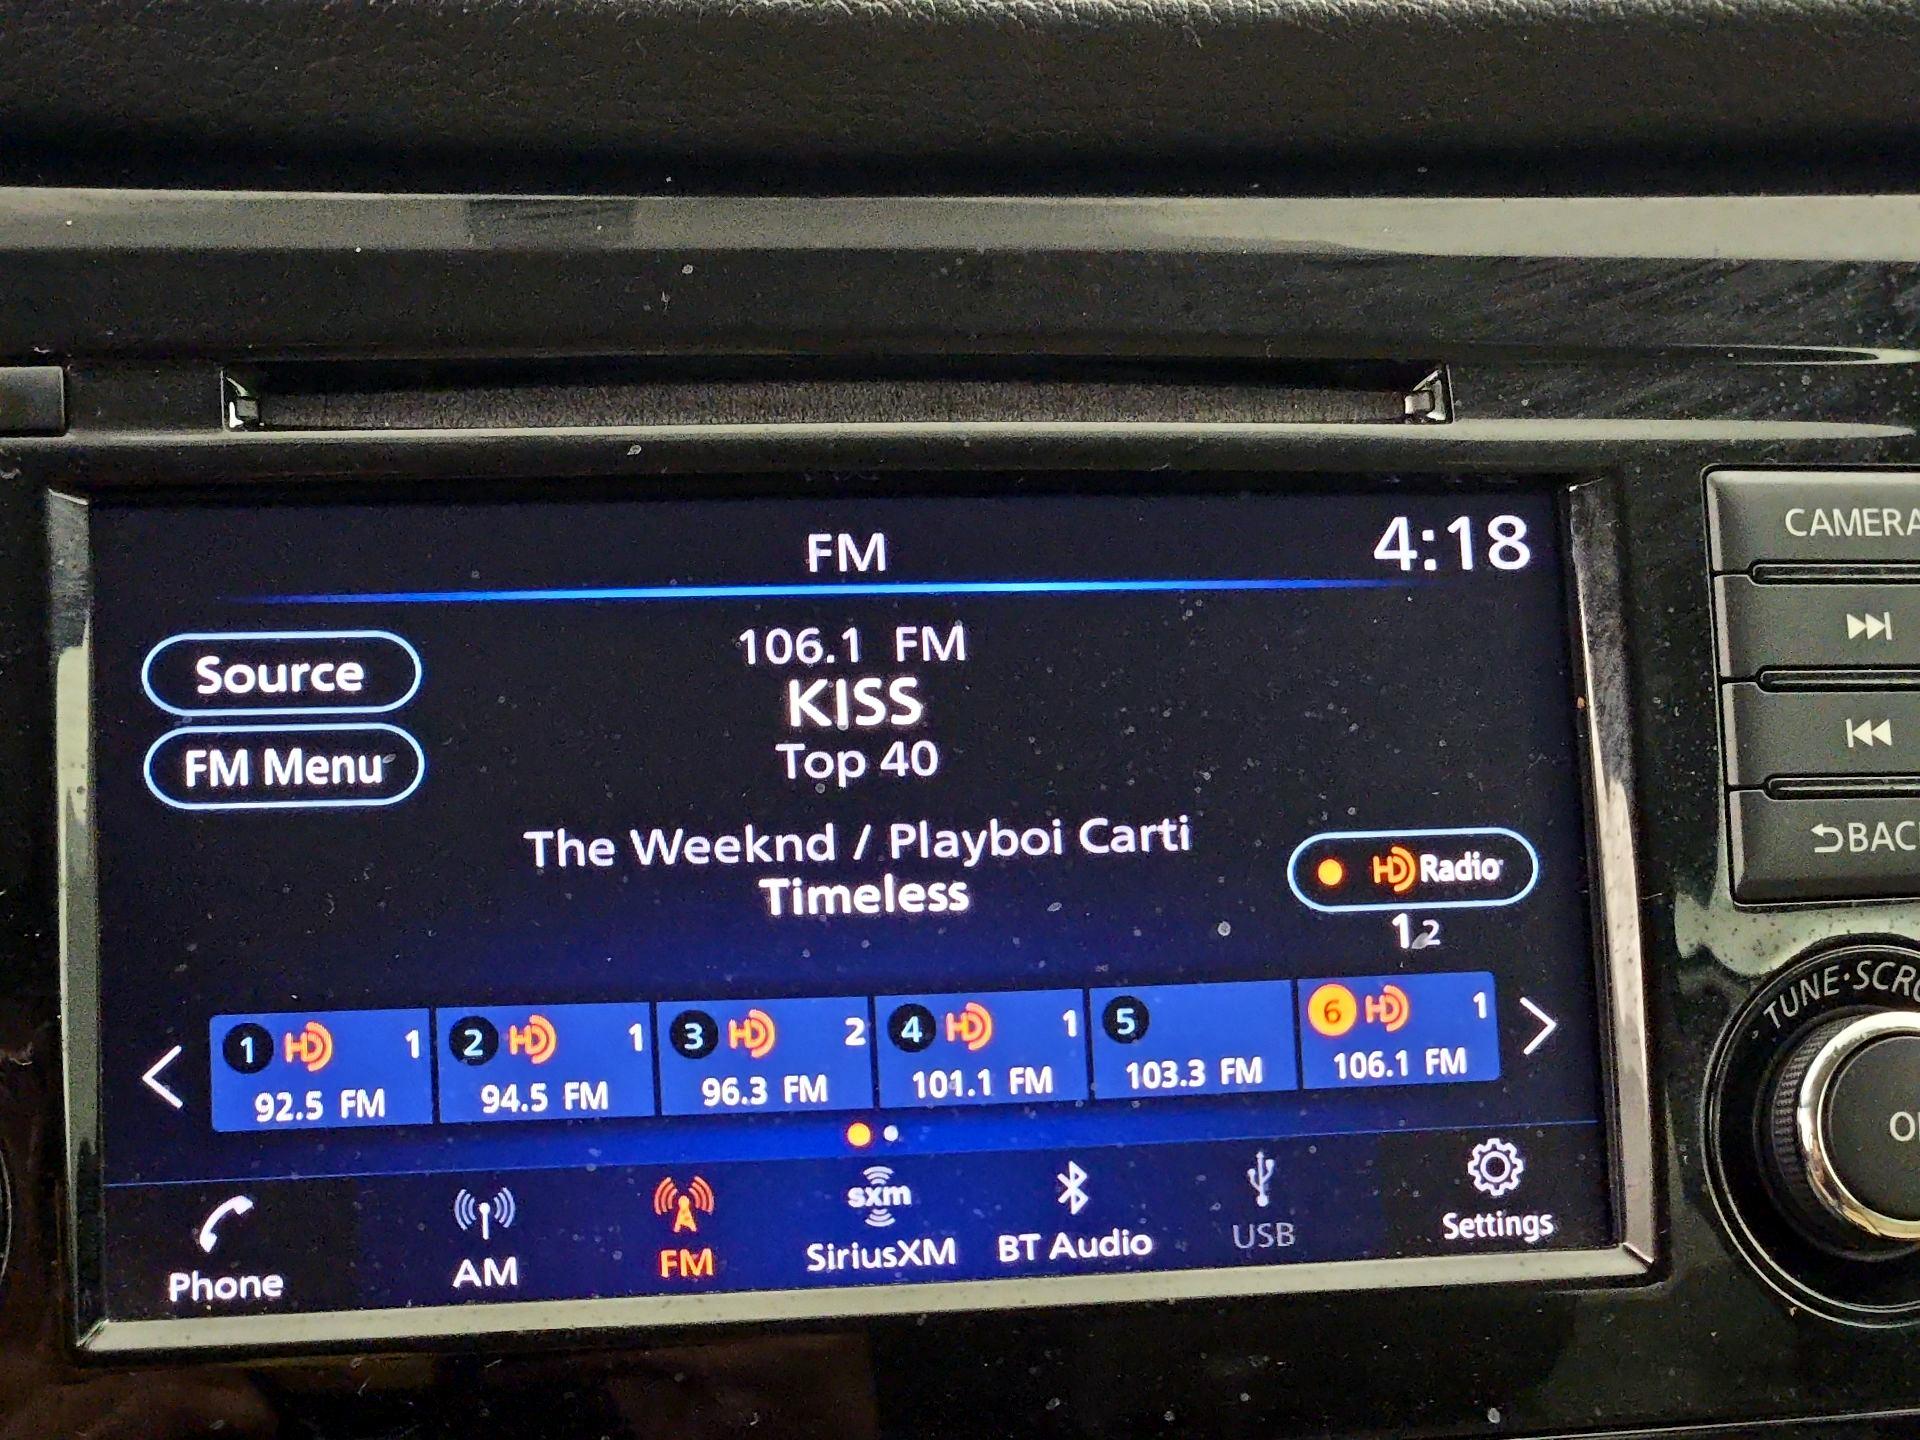 FM
4:18
Source
106.1 FM
KISS
Top 40
FM Menu
The Weeknd / Playboi Carti
Timeless
HD Radio
1 2
1 HD 1
92.5 FM
2 HD 1
94.5 FM
3 HD 2
96.3 FM
4 HD 1
101.1 FM
5
103.3 FM
6 HD 1
106.1 FM
Phone
AM
FM
sxm
SiriusXM
BT Audio
USB
Settings
CAMERA
BAC
TUNE·SCR